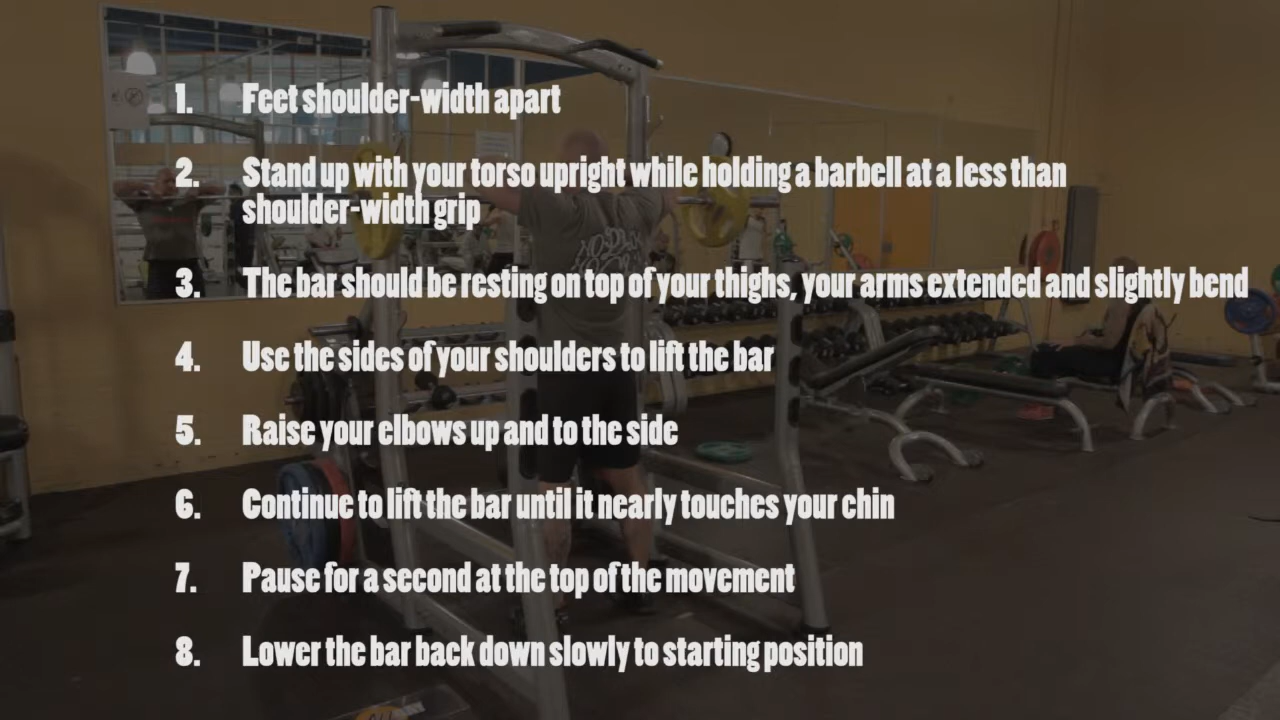 1. Feet shoulder-width apart
2. Stand up with your torso upright while holding a barbell at a less than
shoulder-width grip
3. The bar should be resting on top of your thighs, your arms extended and slightly bend
4. Use the sides of your shoulders to lift the bar
5. Raise your elbows up and to the side
6. Continue to lift the bar until it nearly touches your chin
7. Pause for a second at the top of the movement
8. Lower the bar back down slowly to starting position